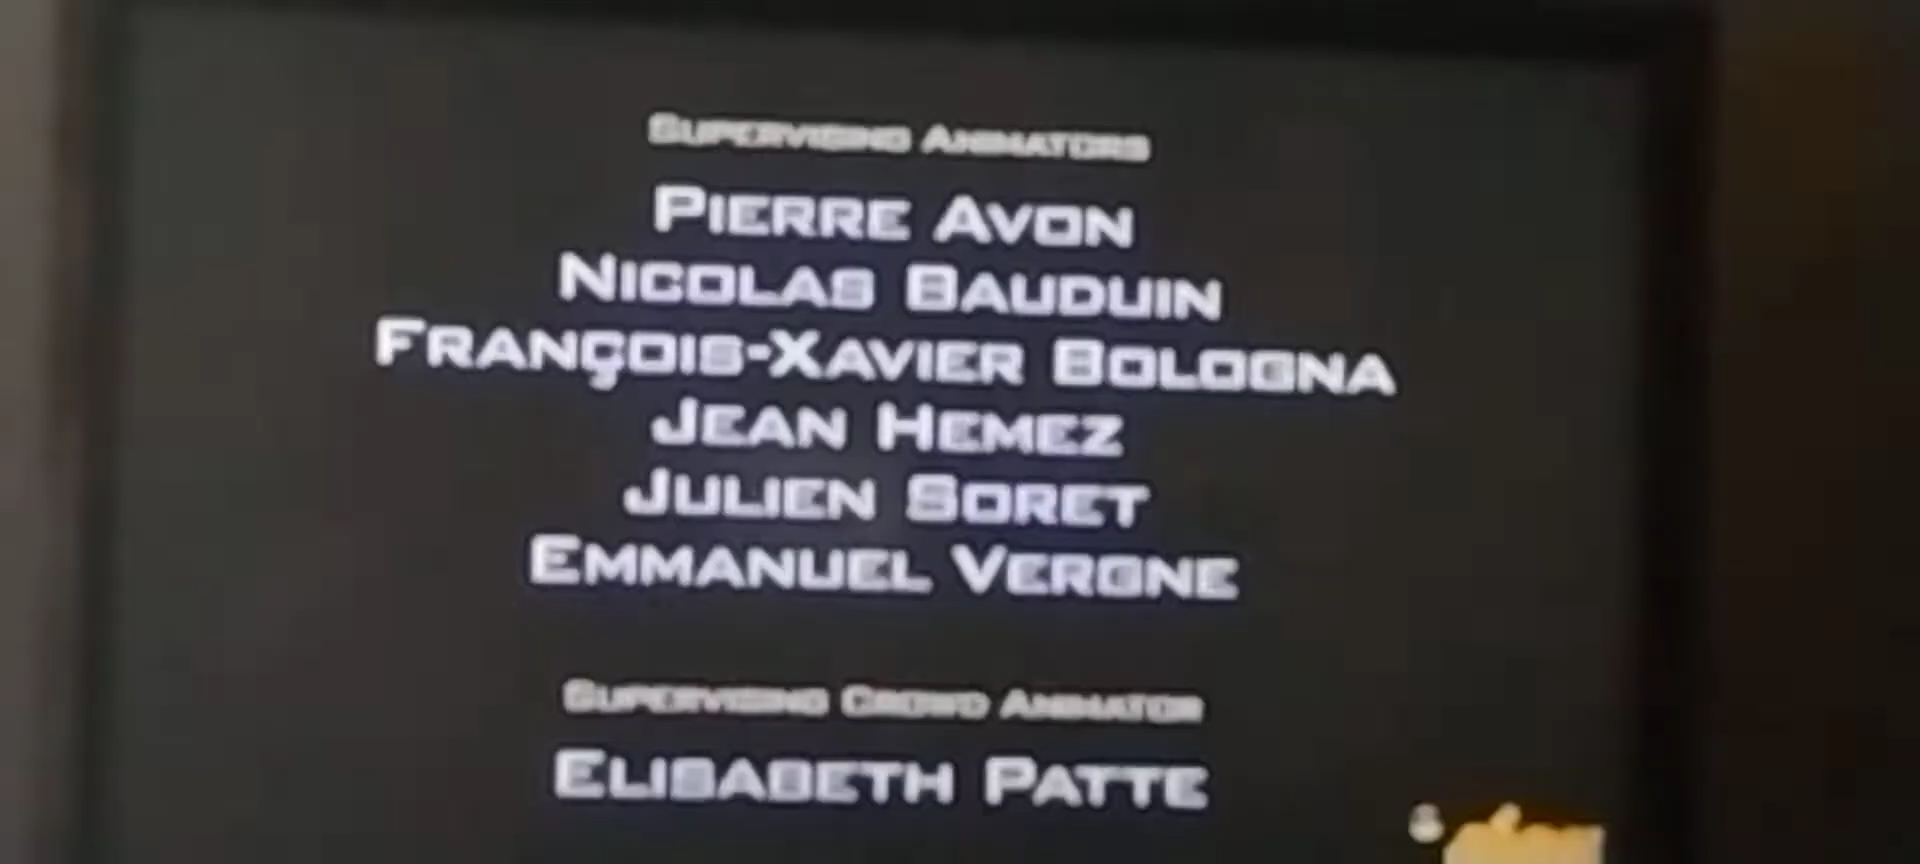 SUPERVISING ANIMATORS
PIERRE AVON
NICOLAS BAUDUIN
FRANÇOIS-XAVIER BOLOGNA
JEAN HEMEZ
JULIEN SORET
EMMANUEL VERGNE
SUPERVISING CROWD ANIMATOR
ELISABETH PATTE